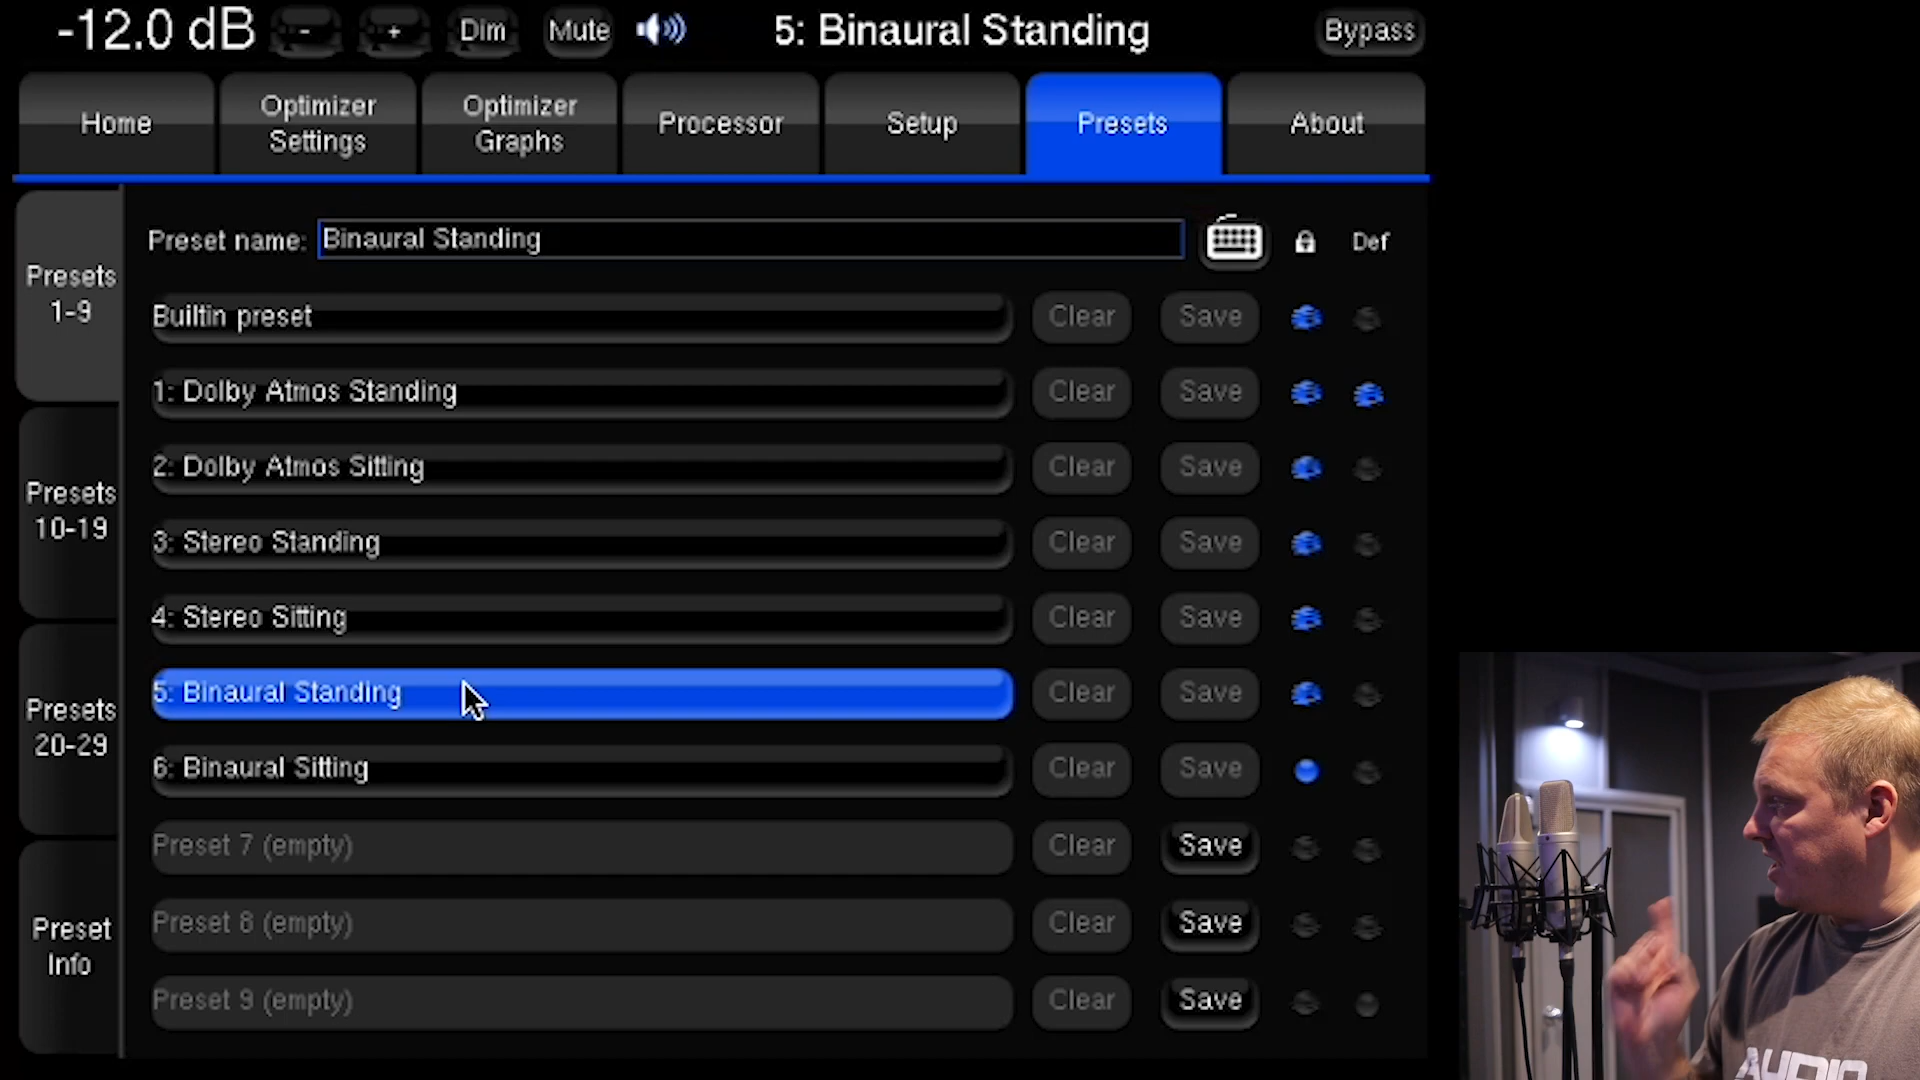 -12.0 dB - + Dim Mute 5: Binaural Standing Bypass
Home Optimizer Settings Optimizer Graphs Processor Setup Presets About
Preset name: Binaural Standing Def
Presets 1-9
Presets 10-19
Presets 20-29
Preset Info
Builtin preset Clear Save
1: Dolby Atmos Standing Clear Save
2: Dolby Atmos Sitting Clear Save
3: Stereo Standing Clear Save
4: Stereo Sitting Clear Save
5: Binaural Standing Clear Save
6: Binaural Sitting Clear Save
Preset 7 (empty) Clear Save
Preset 8 (empty) Clear Save
Preset 9 (empty) Clear Save
AUDIO